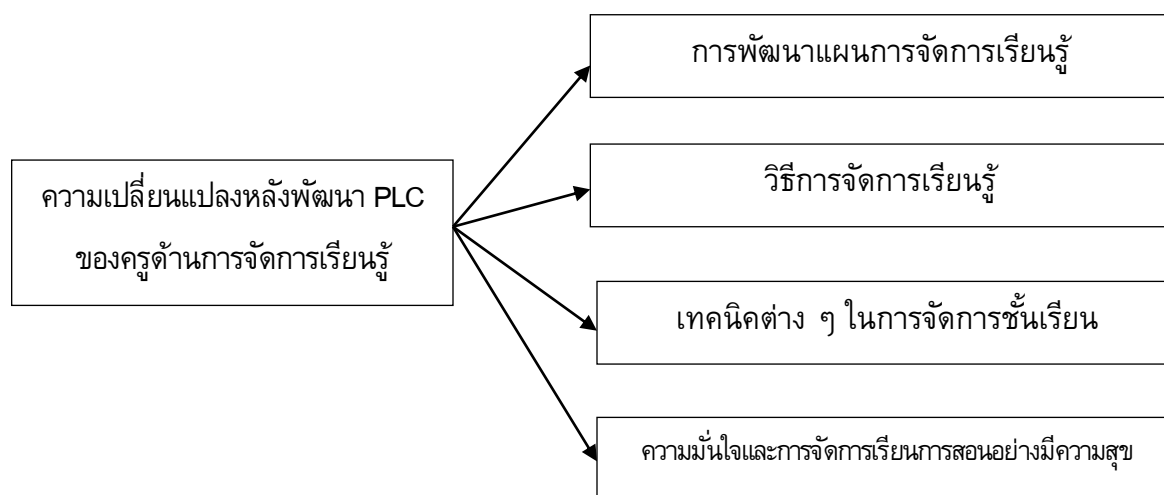 การพัฒนาแผนการจัดการเรียนรู้
วิธีการจัดการเรียนรู้
ความเปลี่ยนแปลงหลังพัฒนา PLC
ของครูด้านการจัดการเรียนรู้
เทคนิคต่าง ๆ ในการจัดการชั้นเรียน
ความมั่นใจและการจัดการเรียนการสอนอย่างมีความสุข